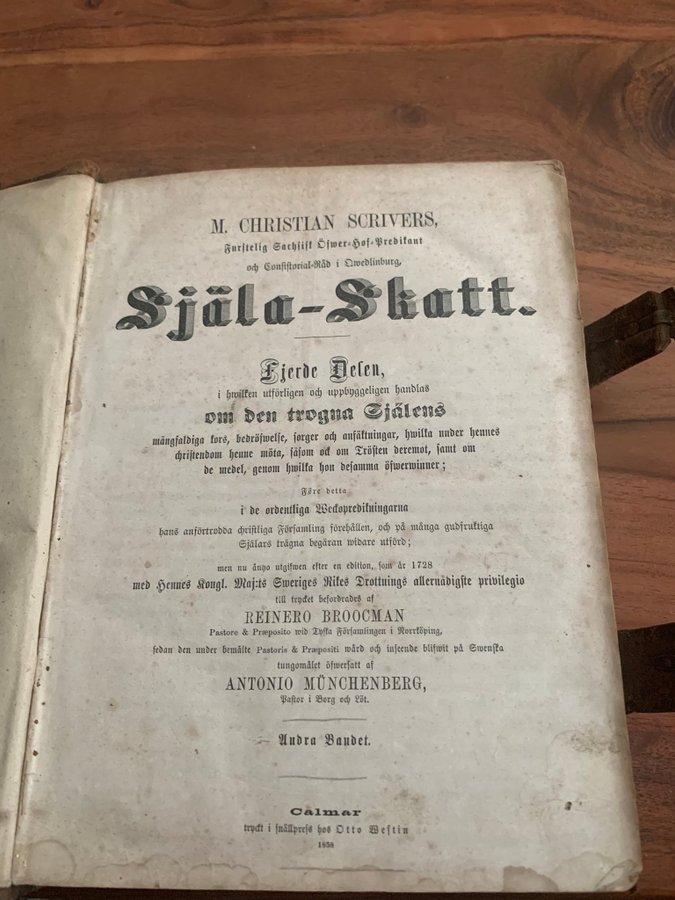 M. CHRISTIAN SCRIVERS,
Furstelig Sachsisk Öfwer-Hof-Predikant
och Consistorial-Råd i Qwedlinburg,
Själa-Skatt.
Fjerde Delen,
i hwilken utförligen och uppbyggeligen handlas
om den trogna Själens
mångfaldiga kors, bedröfwelse, sorger och anfäktningar, hwilka under hennes
christendom henne möta, såsom ock om Trösten deremot, samt om
de medel, genom hwilka hon desamma öfwerwinner;
Före detta
i de ordentliga Weckopredikningarna
hans anförtrodda christliga Församling förehållen, och på många gudfruktiga
Själars trägna begäran widare utförd;
men nu ånyo utgifwen efter en edition, som år 1728
med Hennes Kongl. Maj:ts Sweriges Rikes Drottnings allernådigste privilegio
till trycket befordrades af
REINERO BROOCMAN
Pastore & Præposito wid Tyska Församlingen i Norrköping,
sedan den under bemälte Pastoris & Præpositi wård och inseende blifwit på Swenska
tungomålet öfwersatt af
ANTONIO MÜNCHENBERG,
Pastor i Borg och Löt.
Andra Bandet.
Calmar
tryckt i snällpress hos Otto Westin
1858